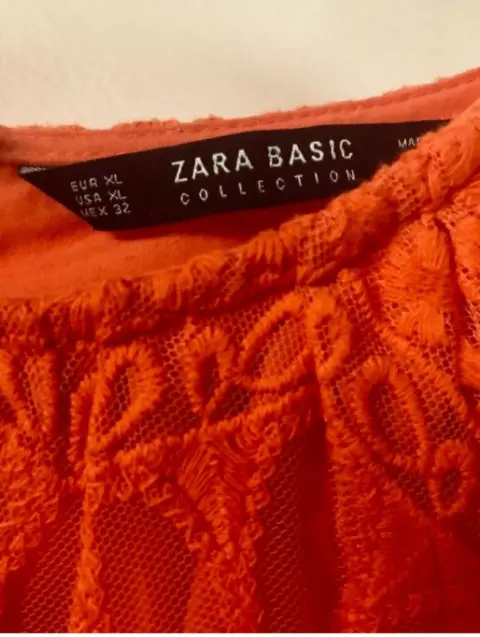 ZARA BASIC
COLLECTION
EUR XL
USA XL
MEX 32